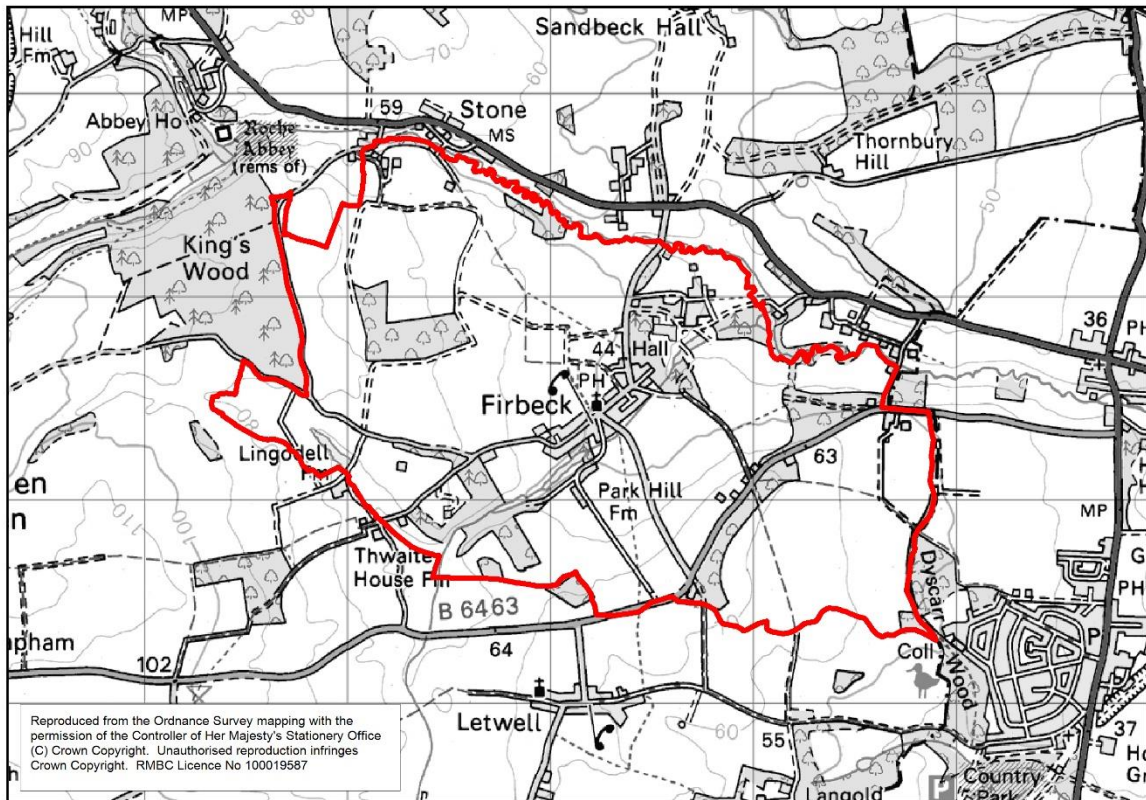 MP
Hill
Fm
70
60
Sandbeck Hall
59
Stone
MS
Abbey Ho
Roche
Abbey
(rems of)
90
Thornbury
Hill
50
King's
Wood
36
44
Hall
PH
Firbeck
Lingodell
Fm
80
63
en
n
110
100
Park Hill
Fm
MP
Thwaite
House Fm
G
PH
B 6463
Dyscarr
Wood
P
pham
102
64
Coll
Letwell
60
55
37
Ho
Country
Park
Langold
P
Reproduced from the Ordnance Survey mapping with the
permission of the Controller of Her Majesty's Stationery Office
(C) Crown Copyright. Unauthorised reproduction infringes
Crown Copyright. RMBC Licence No 100019587